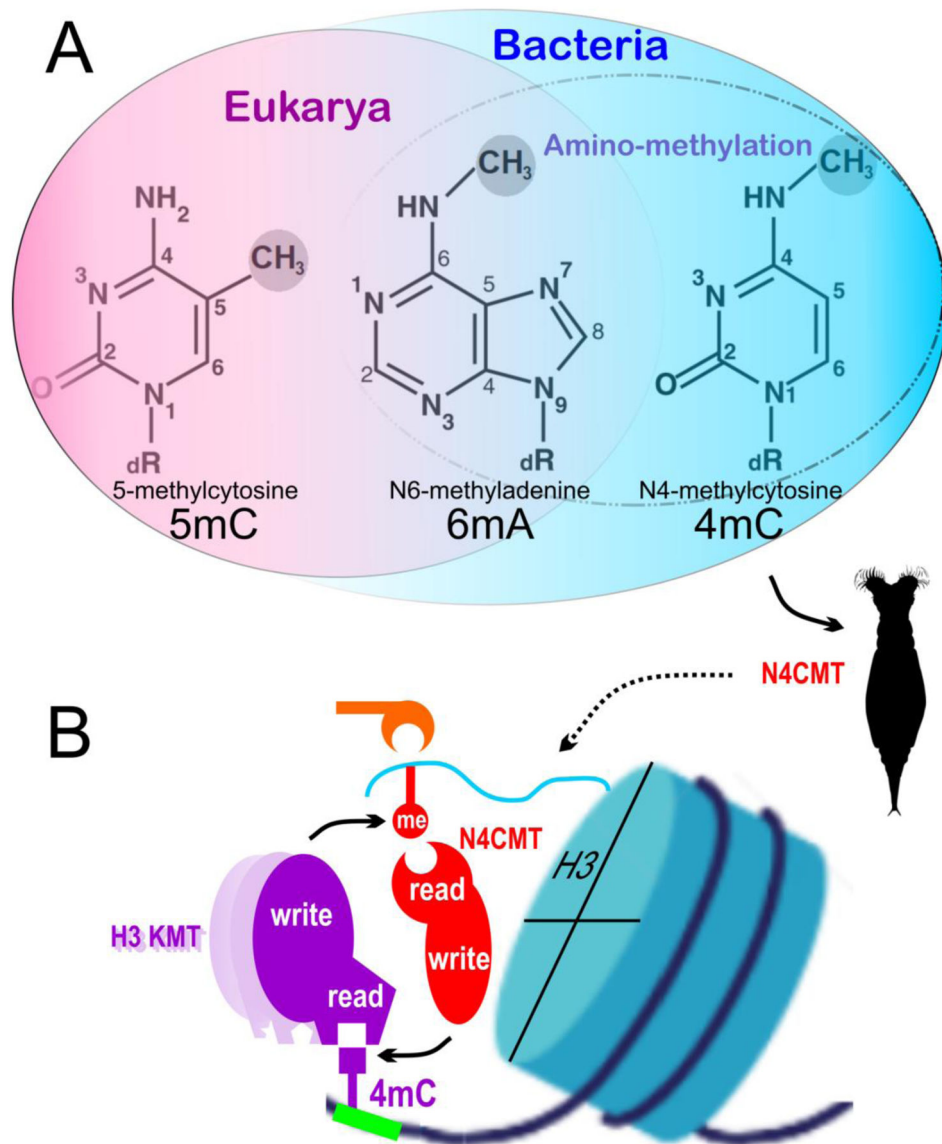 A
Bacteria
Eukarya
Amino-methylation
NH2
4
3
N
CH3
5
2
6
O
N
1
dR
5-methylcytosine
5mC
CH3
HN
6
1
N
5
N
7
8
2
4
N
3
N
9
dR
N6-methyladenine
6mA
CH3
HN
4
3
N
5
2
6
O
N
1
dR
N4-methylcytosine
4mC
N4CMT
B
me
N4CMT
H3
write
read
H3 KMT
write
read
4mC